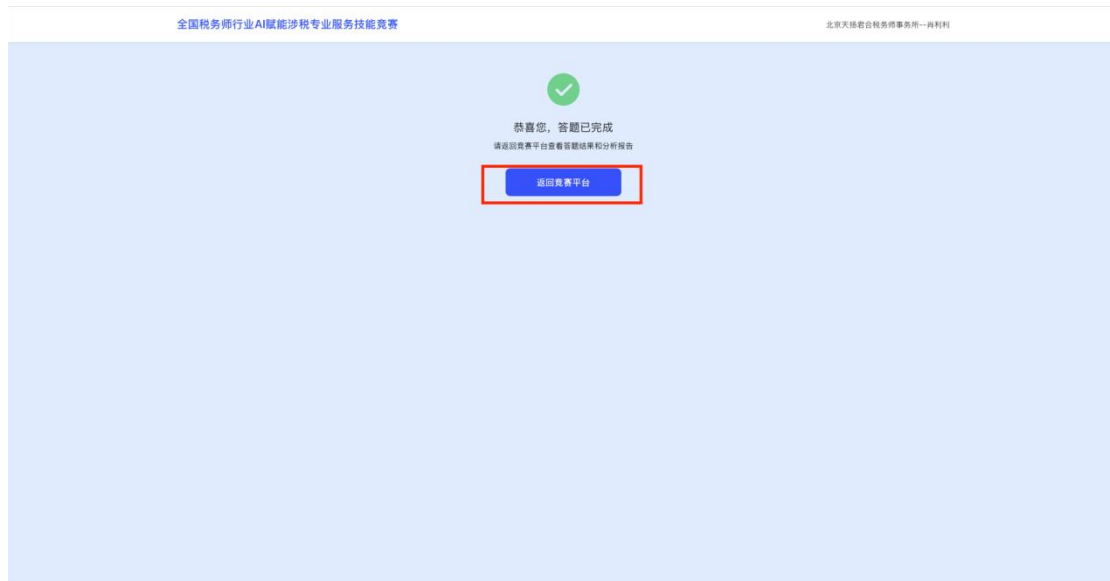 全国税务师行业AI赋能涉税专业服务技能竞赛
北京天扬君合税务师事务所--肖利利
恭喜您，答题已完成
请返回竞赛平台查看答题结果和分析报告
返回竞赛平台